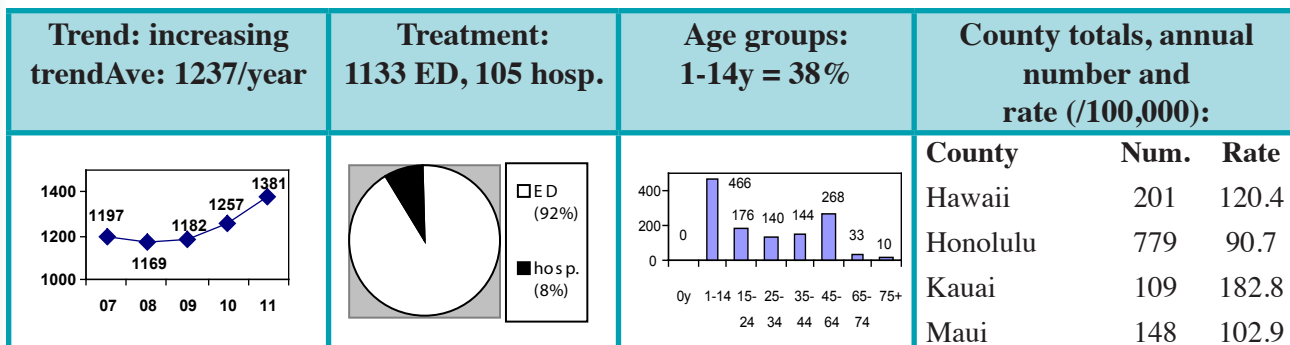 Trend: increasing
trendAve: 1237/year
Treatment:
1133 ED, 105 hosp.
Age groups:
1-14y = 38%
County totals, annual
number and
rate (/100,000):
1400
1200
1000
1197
1169
1182
1257
1381
07 08 09 10 11
ED
(92%)
hosp.
(8%)
400
200
0
0
466
176
140
144
268
33
10
0y 1-14 15- 25- 35- 45- 65- 75+
24 34 44 64 74
County Num. Rate
Hawaii 201 120.4
Honolulu 779 90.7
Kauai 109 182.8
Maui 148 102.9